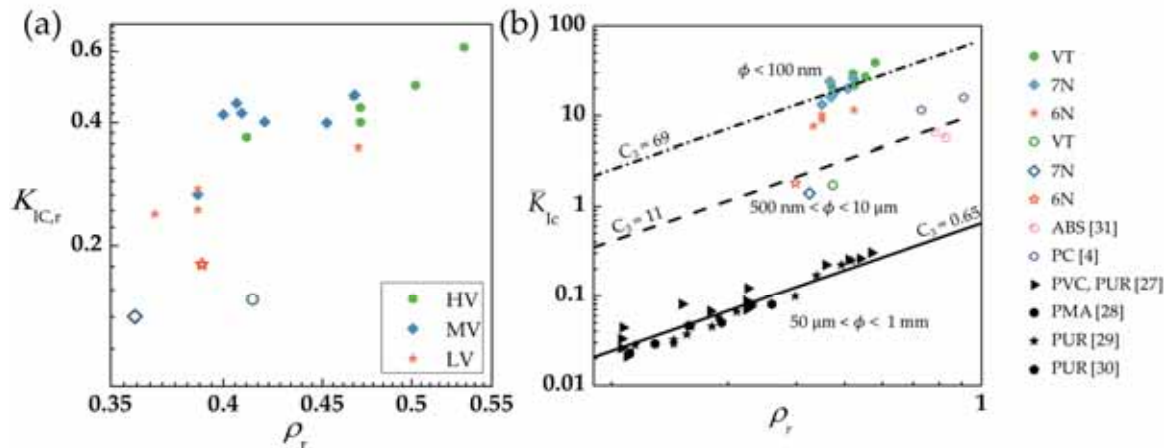 (a)
0.6
0.4
0.2
K_IC,r
0.35
0.4
0.45
0.5
0.55
ρ_r
HV
MV
LV
(b)
100
10
1
0.1
0.01
K̄_Ic
ϕ < 100 nm
C_3 = 69
C_3 = 11
500 nm < ϕ < 10 μm
C_3 = 0.65
50 μm < ϕ < 1 mm
ρ_r
1
VT
7N
6N
VT
7N
6N
ABS [31]
PC [4]
PVC, PUR [27]
PMA [28]
PUR [29]
PUR [30]